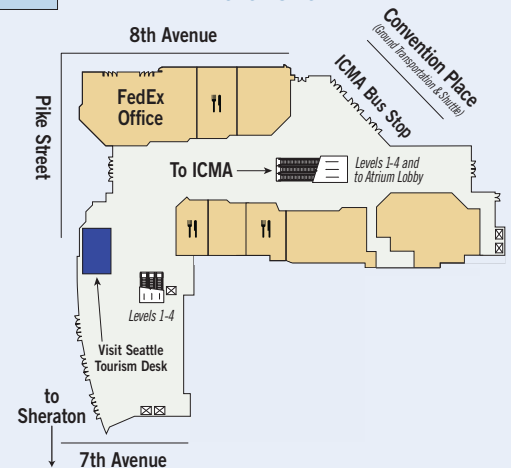 8th Avenue
Convention Place
(Ground Transportation & Shuttle)
ICMA Bus Stop
Pike Street
FedEx
Office
To ICMA
Levels 1-4 and
to Atrium Lobby
Levels 1-4
Visit Seattle
Tourism Desk
to
Sheraton
7th Avenue